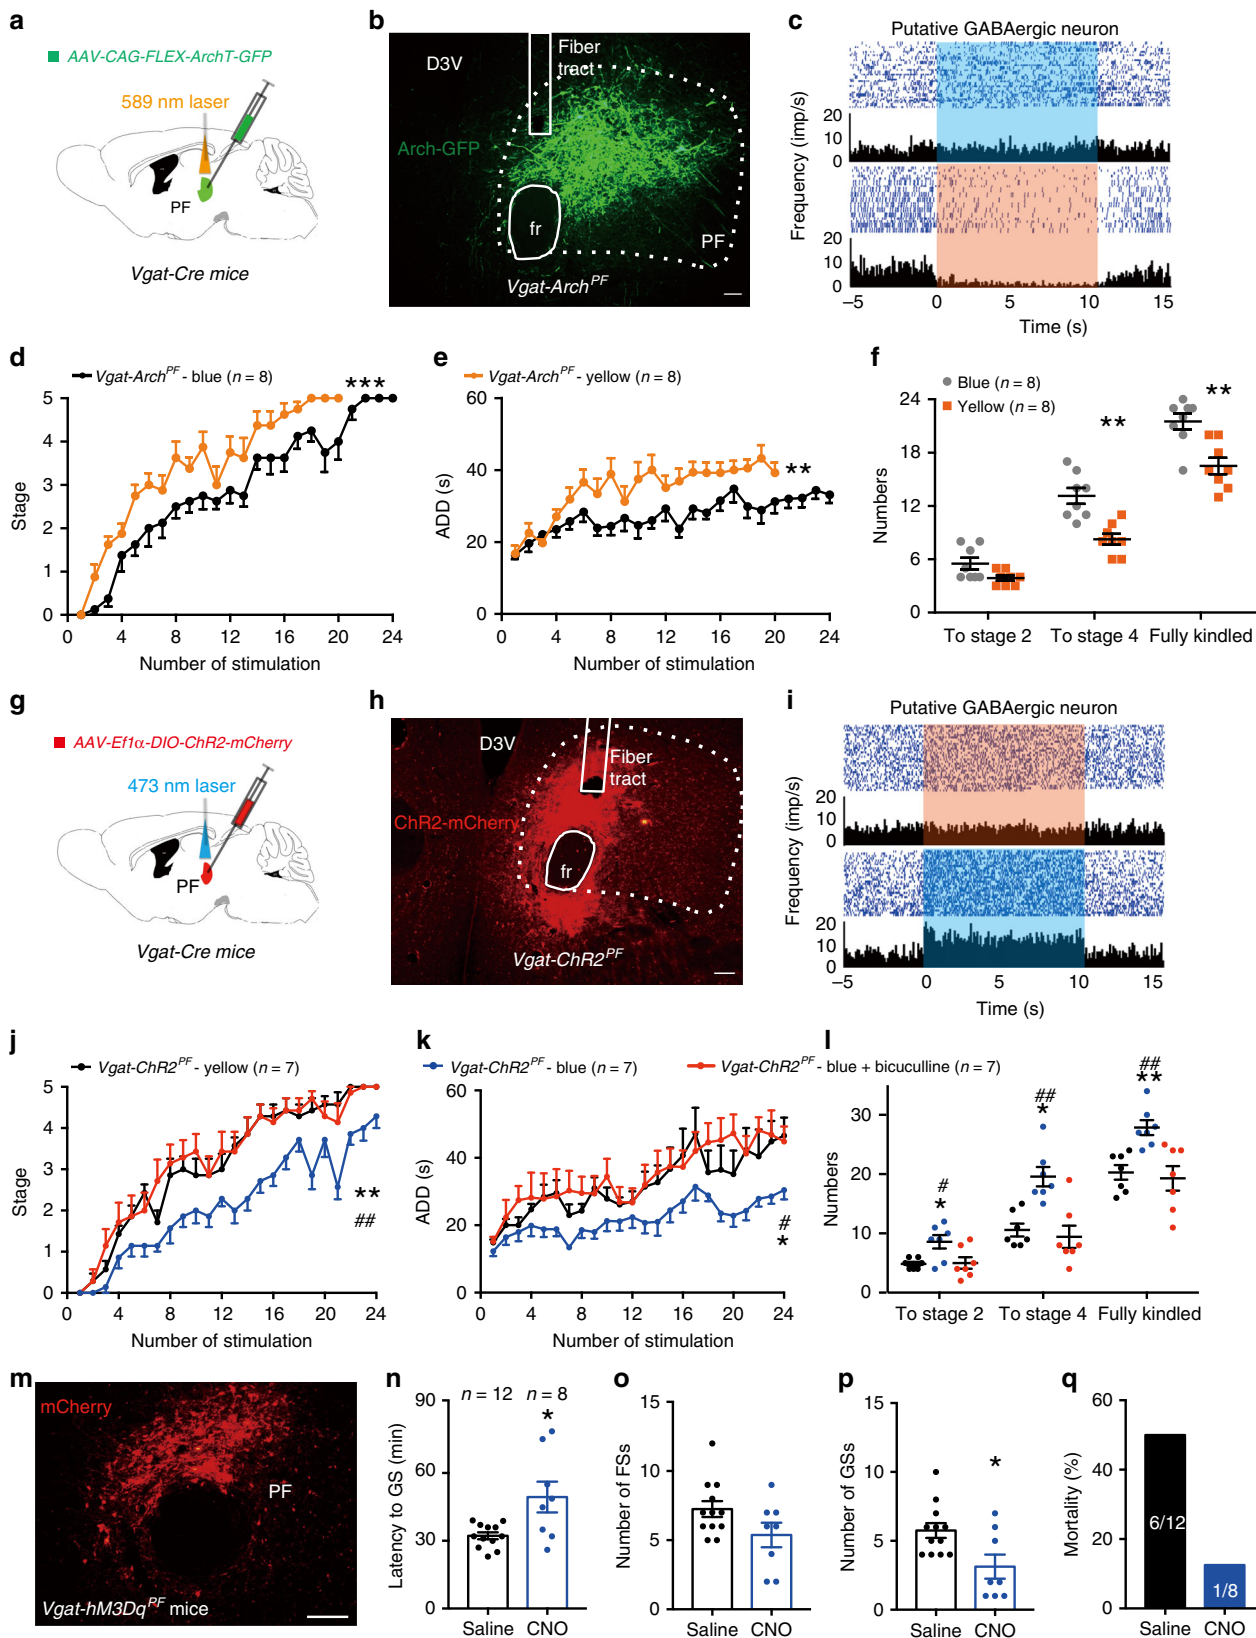 a
AAV-CAG-FLEX-ArchT-GFP
589 nm laser
PF
Vgat-Cre mice
b
D3V
Fiber
tract
Arch-GFP
fr
PF
Vgat-Arch^PF
c
Putative GABAergic neuron
Frequency (imp/s)
20
10
0
20
10
0
−5 0 5 10 15
Time (s)
d
Vgat-Arch^PF - blue (n = 8)
***
Stage
5
4
3
2
1
0
0 4 8 12 16 20 24
Number of stimulation
e
Vgat-Arch^PF - yellow (n = 8)
**
ADD (s)
60
40
20
0
0 4 8 12 16 20 24
Number of stimulation
f
Blue (n = 8)
Yellow (n = 8)
**
**
Numbers
24
18
12
6
0
To stage 2 To stage 4 Fully kindled
g
AAV-Ef1α-DIO-ChR2-mCherry
473 nm laser
PF
Vgat-Cre mice
h
D3V
Fiber
tract
ChR2-mCherry
fr
Vgat-ChR2^PF
i
Putative GABAergic neuron
Frequency (imp/s)
20
10
0
20
10
0
−5 0 5 10 15
Time (s)
j
Vgat-ChR2^PF - yellow (n = 7)
Stage
5
4
3
2
1
0
**
##
0 4 8 12 16 20 24
Number of stimulation
k
Vgat-ChR2^PF - blue (n = 7)
Vgat-ChR2^PF - blue + bicuculline (n = 7)
ADD (s)
60
40
20
0
#
*
0 4 8 12 16 20 24
Number of stimulation
l
Numbers
30
20
10
0
#
*
##
*
##
**
To stage 2 To stage 4 Fully kindled
m
mCherry
PF
Vgat-hM3Dq^PF mice
n
n = 12 n = 8
*
Latency to GS (min)
90
60
30
0
Saline CNO
o
Number of FSs
15
10
5
0
Saline CNO
p
Number of GSs
15
10
5
0
*
Saline CNO
q
Mortality (%)
60
40
20
0
6/12
1/8
Saline CNO